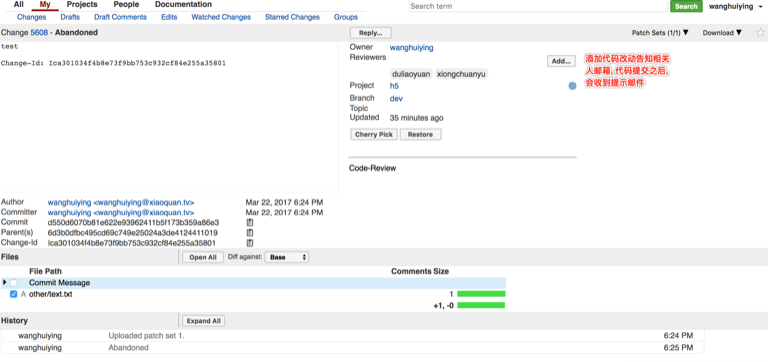 All My Projects People Documentation
Search term Search wanghuiying
Changes Drafts Draft Comments Edits Watched Changes Starred Changes Groups
Change 5608 - Abandoned
Reply...
Patch Sets (1/1) Download
test
Change-Id: Ica301034f4b8e73f9bb753c932cf84e255a35801
Owner wanghuiying
Reviewers
Add...
duliaoyuan xiongchuanyu
Project h5
Branch dev
Topic
Updated 35 minutes ago
Cherry Pick Restore
Code-Review
添加代码改动告知相关
人邮箱, 代码提交之后,
会收到提示邮件
Author wanghuiying <wanghuiying@xiaoquan.tv> Mar 22, 2017 6:24 PM
Committer wanghuiying <wanghuiying@xiaoquan.tv> Mar 22, 2017 6:24 PM
Commit d550d6070b81e622e93962411b5f173b359a86e3
Parent(s) 6d3b0dfbc495cd69c749e25024a3de4124411019
Change-Id Ica301034f4b8e73f9bb753c932cf84e255a35801
Files Open All Diff against: Base
File Path Comments Size
Commit Message
A other/text.txt 1
+1, -0
History Expand All
wanghuiying Uploaded patch set 1. 6:24 PM
wanghuiying Abandoned 6:25 PM